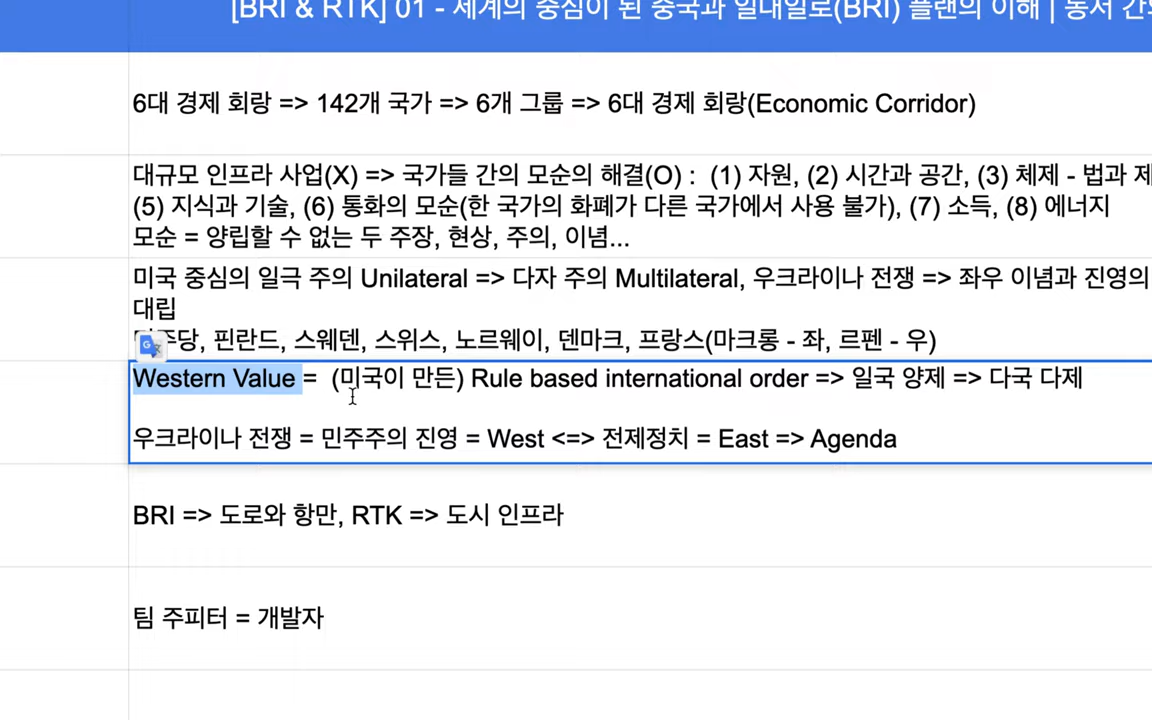 [BRI & RTK] 01 - 세계의 중심이 된 중국과 일대일로(BRI) 플랜의 이해 | 동서 간의
6대 경제 회랑 => 142개 국가 => 6개 그룹 => 6대 경제 회랑(Economic Corridor)
대규모 인프라 사업(X) => 국가들 간의 모순의 해결(O) : (1) 자원, (2) 시간과 공간, (3) 체제 - 법과 제
(5) 지식과 기술, (6) 통화의 모순(한 국가의 화폐가 다른 국가에서 사용 불가), (7) 소득, (8) 에너지
모순 = 양립할 수 없는 두 주장, 현상, 주의, 이념...
미국 중심의 일극 주의 Unilateral => 다자 주의 Multilateral, 우크라이나 전쟁 => 좌우 이념과 진영의
대립
핀란드, 스웨덴, 스위스, 노르웨이, 덴마크, 프랑스(마크롱 - 좌, 르펜 - 우)
Western Value = (미국이 만든) Rule based international order => 일국 양제 => 다국 다제
우크라이나 전쟁 = 민주주의 진영 = West <=> 전제정치 = East => Agenda
BRI => 도로와 항만, RTK => 도시 인프라
팀 주피터 = 개발자